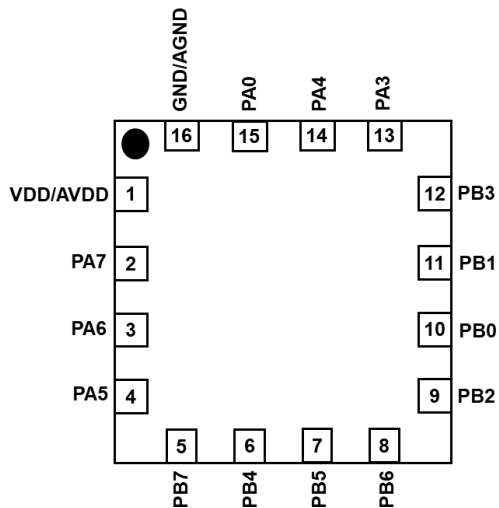 GND/AGND PA0 PA4 PA3
16 15 14 13
VDD/AVDD 1 12 PB3
PA7 2 11 PB1
PA6 3 10 PB0
PA5 4 9 PB2
5 6 7 8
PB7 PB4 PB5 PB6